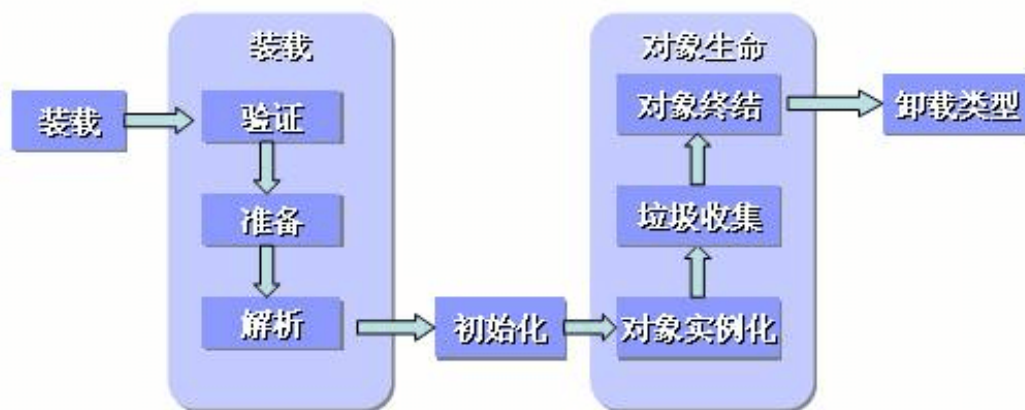 装载
装载
验证
准备
解析
初始化
对象生命
对象终结
垃圾收集
对象实例化
卸载类型